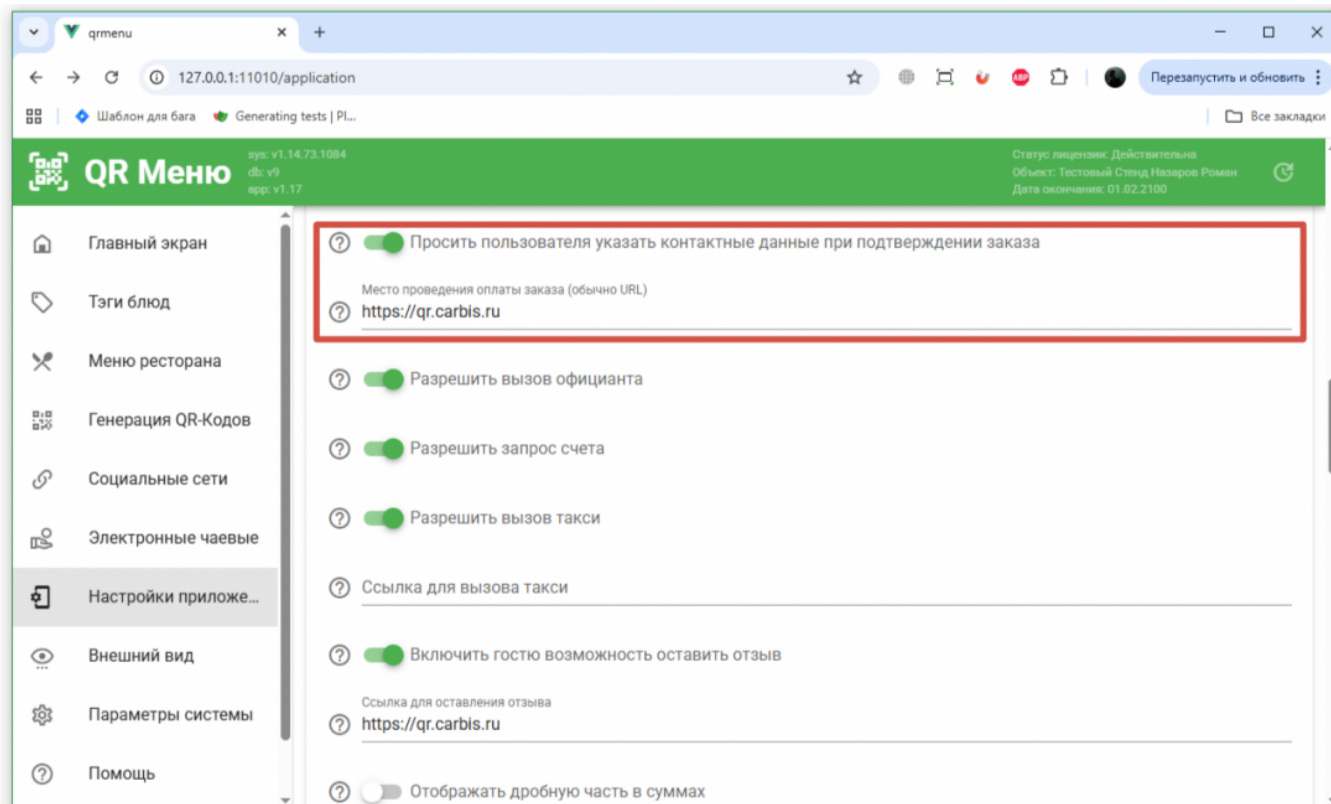 qrmenu
127.0.0.1:11010/application
ABP
Перезапустить и обновить
Шаблон для бага
Generating tests | Pl...
Все закладки
QR Меню
sys: v1.14.73.1084
db: v9
app: v1.17
Статус лицензии: Действительна
Объект: Тестовый Стенд Назаров Роман
Дата окончания: 01.02.2100
Главный экран
Тэги блюд
Меню ресторана
Генерация QR-Кодов
Социальные сети
Электронные чаевые
Настройки приложе...
Внешний вид
Параметры системы
Помощь
Просить пользователя указать контактные данные при подтверждении заказа
Место проведения оплаты заказа (обычно URL)
https://qr.carbis.ru
Разрешить вызов официанта
Разрешить запрос счета
Разрешить вызов такси
Ссылка для вызова такси
Включить гостю возможность оставить отзыв
Ссылка для оставления отзыва
https://qr.carbis.ru
Отображать дробную часть в суммах